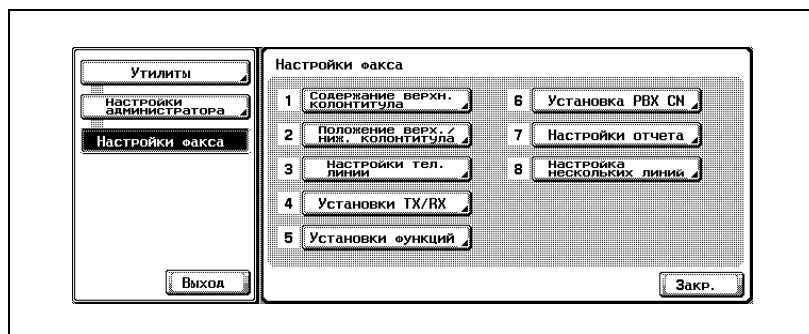 Утилиты
Настройки
администратора
Настройки факса
Выход
Настройки факса
1 Содержание верхн.
колонтитула
2 Положение верх./
ниж. колонтитула
3 Настройки тел.
линии
4 Установки TX/RX
5 Установки функций
6 Установка PBX CN
7 Настройки отчета
8 Настройка
нескольких линий
Закр.